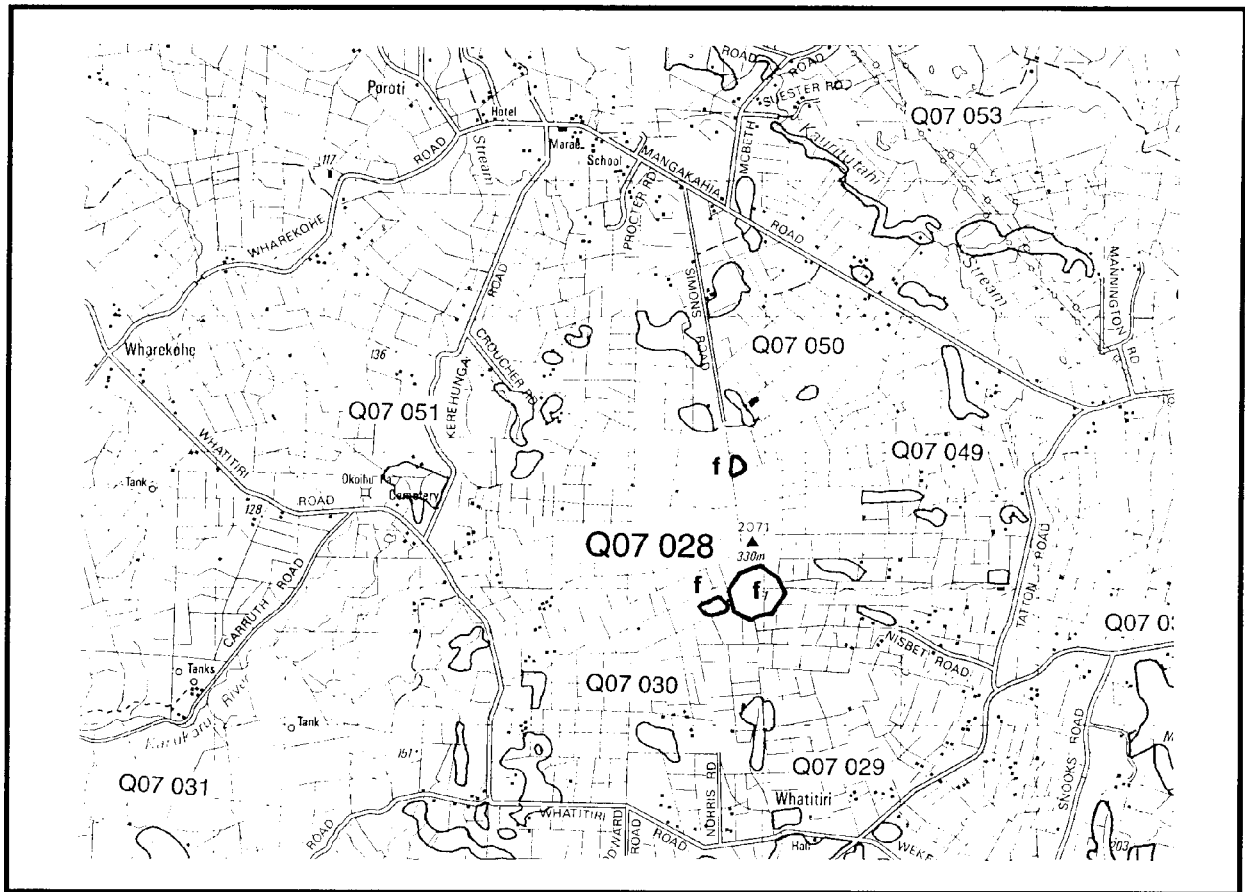 ROAD
ROAD
SUESTER RD
Q07 053
Poroti
Hotel
Kauritutahi
Stream
Marae
School
MANGAKAHIA
ROAD
MCBETH
117
ROAD
Stream
PROCTER RD
WHAREKOHE
ROAD
SIMONS
ROAD
MANNINGTON
RD
Wharekohe
136
CROUCHER RD
Q07 050
Q07 051
KEREHUNGA
Q07 049
WHATITIRI
ROAD
f
Tank
Okoihu Pa
Cemetery
128
2071
330m
Q07 028
f
f
TATTON ROAD
CARRUTH ROAD
NISBET ROAD
Tanks
River
Q07 030
Tank
151
SNOOKS ROAD
Q07 031
Q07 029
NORRIS RD
Whatitiri
WHATITIRI
ROAD
ROAD
ROAD
Hall
203